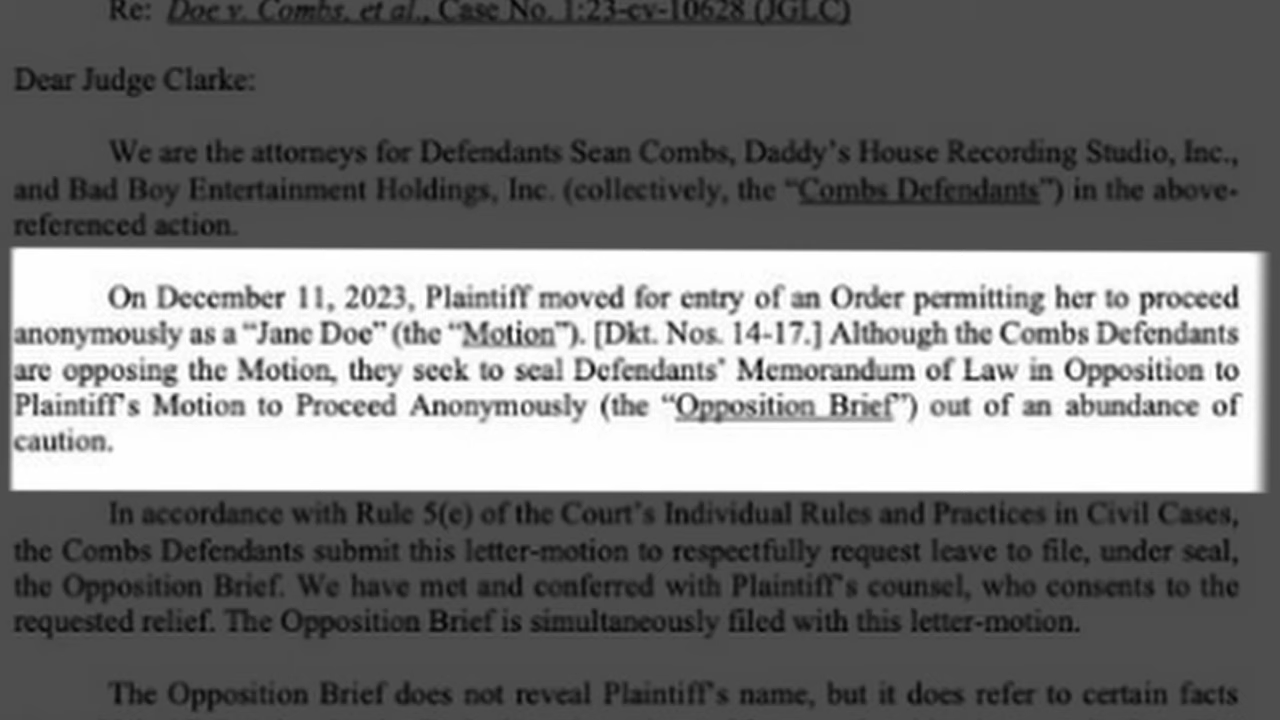 Re: Doe v. Combs, et al., Case No. 1:23-cv-10628 (JGLC)
Dear Judge Clarke:
We are the attorneys for Defendants Sean Combs, Daddy's House Recording Studio, Inc.,
and Bad Boy Entertainment Holdings, Inc. (collectively, the “Combs Defendants”) in the above-
referenced action.
On December 11, 2023, Plaintiff moved for entry of an Order permitting her to proceed
anonymously as a “Jane Doe” (the “Motion”). [Dkt. Nos. 14-17.] Although the Combs Defendants
are opposing the Motion, they seek to seal Defendants' Memorandum of Law in Opposition to
Plaintiff's Motion to Proceed Anonymously (the “Opposition Brief”) out of an abundance of
caution.
In accordance with Rule 5(e) of the Court's Individual Rules and Practices in Civil Cases,
the Combs Defendants submit this letter-motion to respectfully request leave to file, under seal,
the Opposition Brief. We have met and conferred with Plaintiff's counsel, who consents to the
requested relief. The Opposition Brief is simultaneously filed with this letter-motion.
The Opposition Brief does not reveal Plaintiff's name, but it does refer to certain facts